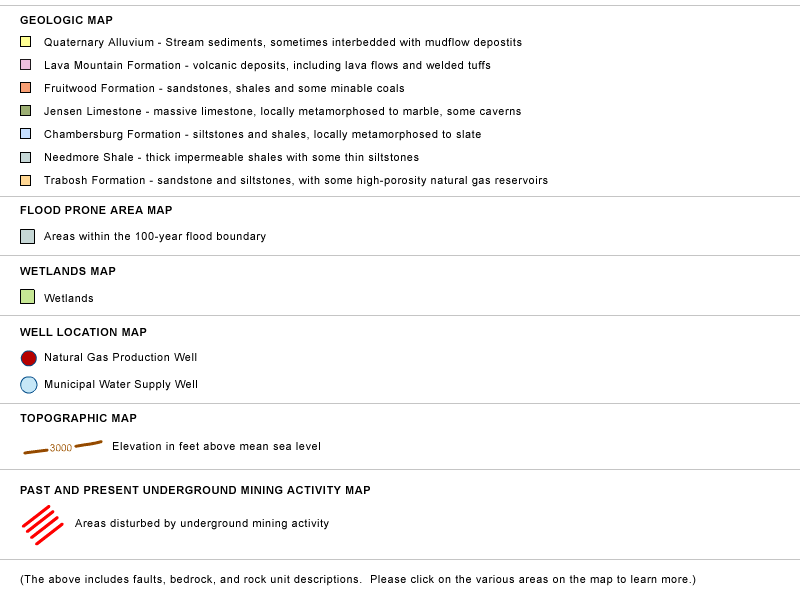 GEOLOGIC MAP
Quaternary Alluvium - Stream sediments, sometimes interbedded with mudflow depostits
Lava Mountain Formation - volcanic deposits, including lava flows and welded tuffs
Fruitwood Formation - sandstones, shales and some minable coals
Jensen Limestone - massive limestone, locally metamorphosed to marble, some caverns
Chambersburg Formation - siltstones and shales, locally metamorphosed to slate
Needmore Shale - thick impermeable shales with some thin siltstones
Trabosh Formation - sandstone and siltstones, with some high-porosity natural gas reservoirs
FLOOD PRONE AREA MAP
Areas within the 100-year flood boundary
WETLANDS MAP
Wetlands
WELL LOCATION MAP
Natural Gas Production Well
Municipal Water Supply Well
TOPOGRAPHIC MAP
3000 Elevation in feet above mean sea level
PAST AND PRESENT UNDERGROUND MINING ACTIVITY MAP
Areas disturbed by underground mining activity
(The above includes faults, bedrock, and rock unit descriptions.  Please click on the various areas on the map to learn more.)